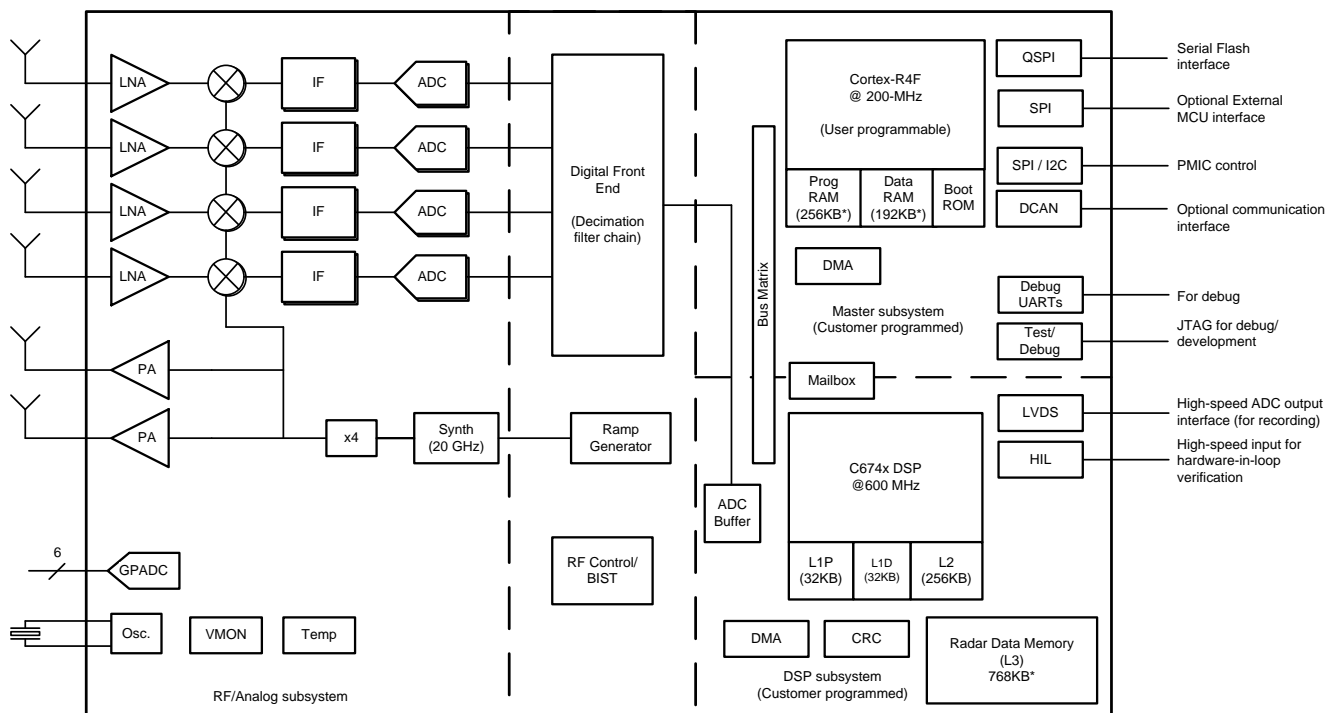 LNA
IF
ADC
LNA
IF
ADC
LNA
IF
ADC
LNA
IF
ADC
PA
PA
x4
Synth
(20 GHz)
6
GPADC
Osc.
VMON
Temp
RF/Analog subsystem
Digital Front
End
(Decimation
filter chain)
Ramp
Generator
RF Control/
BIST
ADC
Buffer
Bus Matrix
Cortex-R4F
@ 200-MHz
(User programmable)
Prog
RAM
(256KB*)
Data
RAM
(192KB*)
Boot
ROM
DMA
Master subsystem
(Customer programmed)
Mailbox
QSPI
Serial Flash
interface
SPI
Optional External
MCU interface
SPI / I2C
PMIC control
DCAN
Optional communication
interface
Debug
UARTs
For debug
Test/
Debug
JTAG for debug/
development
LVDS
High-speed ADC output
interface (for recording)
HIL
High-speed input for
hardware-in-loop
verification
C674x DSP
@600 MHz
L1P
(32KB)
L1D
(32KB)
L2
(256KB)
DMA
CRC
DSP subsystem
(Customer programmed)
Radar Data Memory
(L3)
768KB*